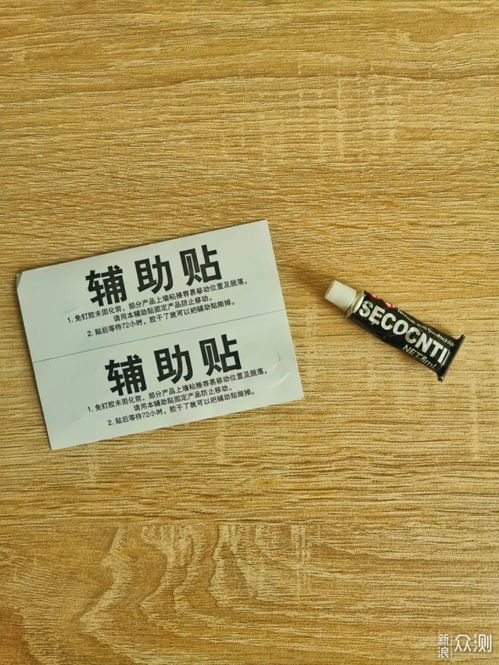 辅助贴
1. 免钉胶未固化前，部分产品上墙粘接容易移动位置及脱落，
请用本辅助贴固定产品防止移动。
2. 贴后等待72小时，胶干了就可以把辅助贴撕掉。
辅助贴
1. 免钉胶未固化前，部分产品上墙粘接容易移动位置及脱落，
请用本辅助贴固定产品防止移动。
2. 贴后等待72小时，胶干了就可以把辅助贴撕掉。
SECOCNTI
NET:6ml
新浪众测